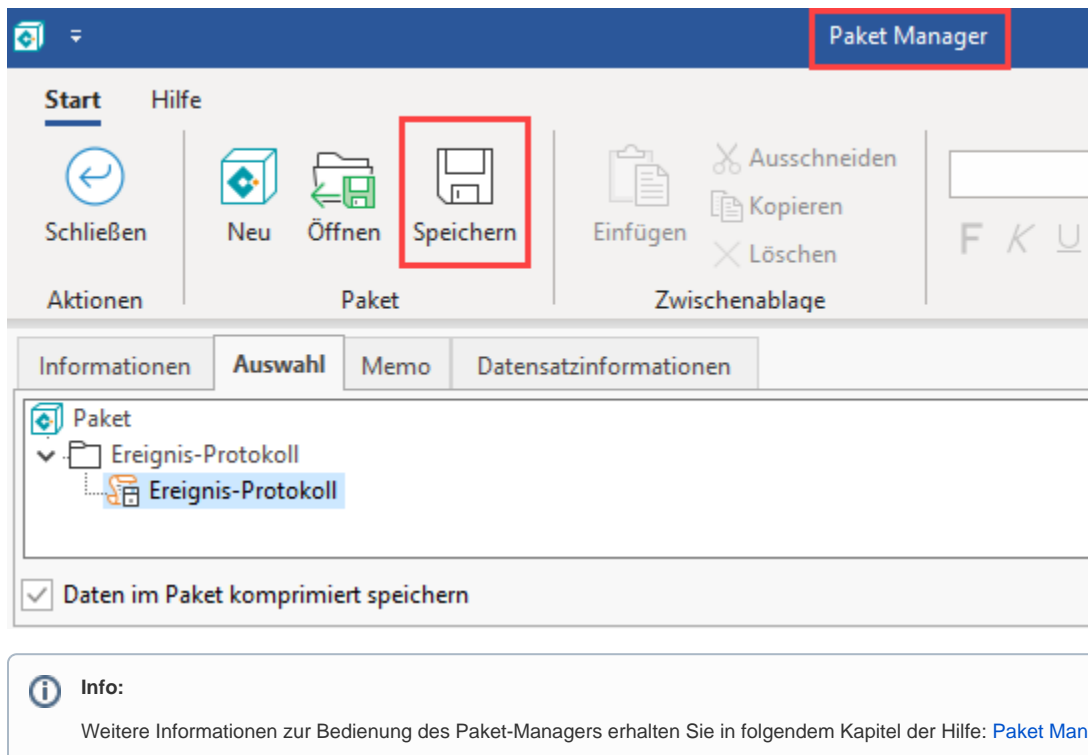 Paket Manager
Start Hilfe
Schließen Neu Öffnen Speichern Einfügen Ausschneiden
Kopieren
Löschen
F K U
Aktionen Paket Zwischenablage
Informationen Auswahl Memo Datensatzinformationen
Paket
Ereignis-Protokoll
Ereignis-Protokoll
Daten im Paket komprimiert speichern
Info:
Weitere Informationen zur Bedienung des Paket-Managers erhalten Sie in folgendem Kapitel der Hilfe: Paket Man